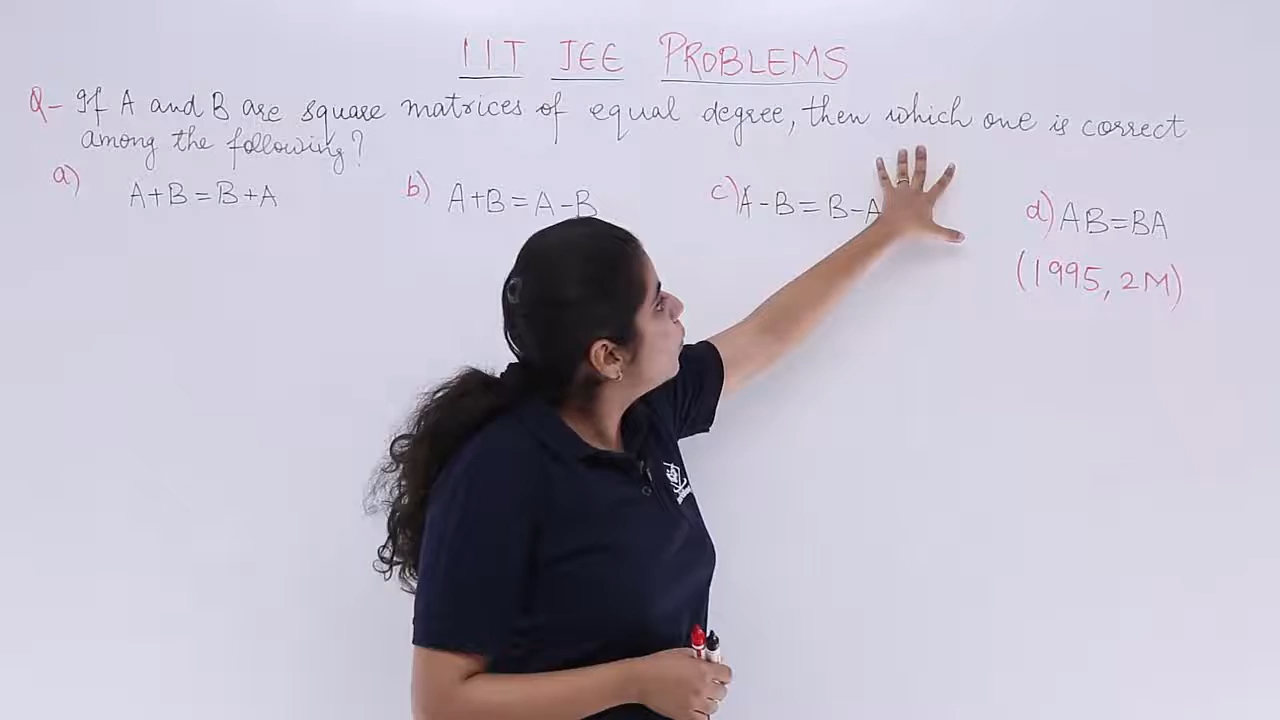 IIT JEE PROBLEMS
Q- If A and B are square matrices of equal degree, then which one is correct
among the following?
a) A+B=B+A b) A+B=A-B c) A-B=B-A d) AB=BA
(1995, 2M)